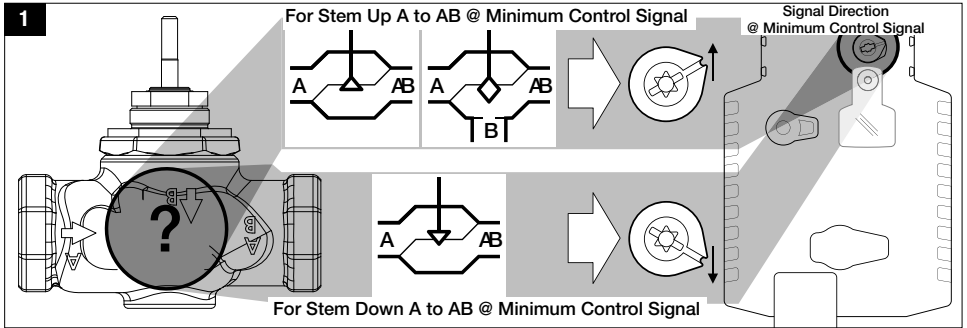 1
For Stem Up A to AB @ Minimum Control Signal
Signal Direction
@ Minimum Control Signal
A AB
A AB
B
?
A
B
AB
A AB
For Stem Down A to AB @ Minimum Control Signal